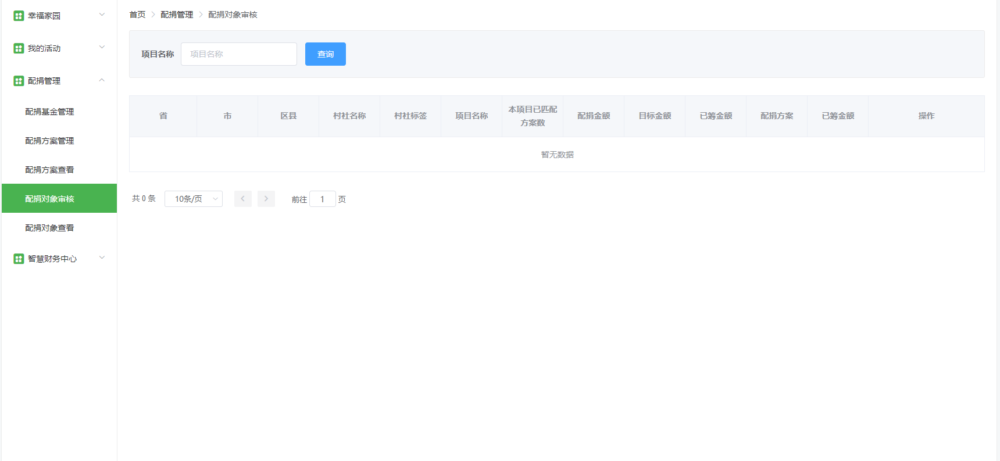 幸福家园
我的活动
配捐管理
配捐基金管理
配捐方案管理
配捐方案查看
配捐对象审核
配捐对象查看
智慧财务中心
首页 配捐管理 配捐对象审核
项目名称 项目名称 查询
省 市 区县 村社名称 村社标签 项目名称 本项目已匹配方案数 配捐金额 目标金额 已筹金额 配捐方案 已筹金额 操作
暂无数据
共 0 条 10条/页 前往 1 页